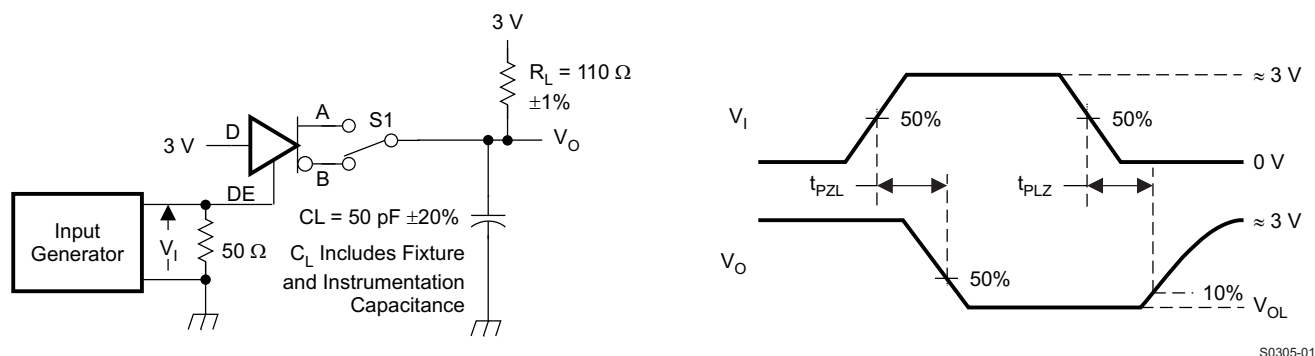 3 V
R_L = 110 Ω
±1%
A
S1
D
3 V
V_O
B
DE
Input
Generator
V_I
50 Ω
CL = 50 pF ±20%
C_L Includes Fixture
and Instrumentation
Capacitance
≈ 3 V
V_I
50%
50%
0 V
t_PZL
t_PLZ
≈ 3 V
V_O
50%
10%
V_OL
S0305-01